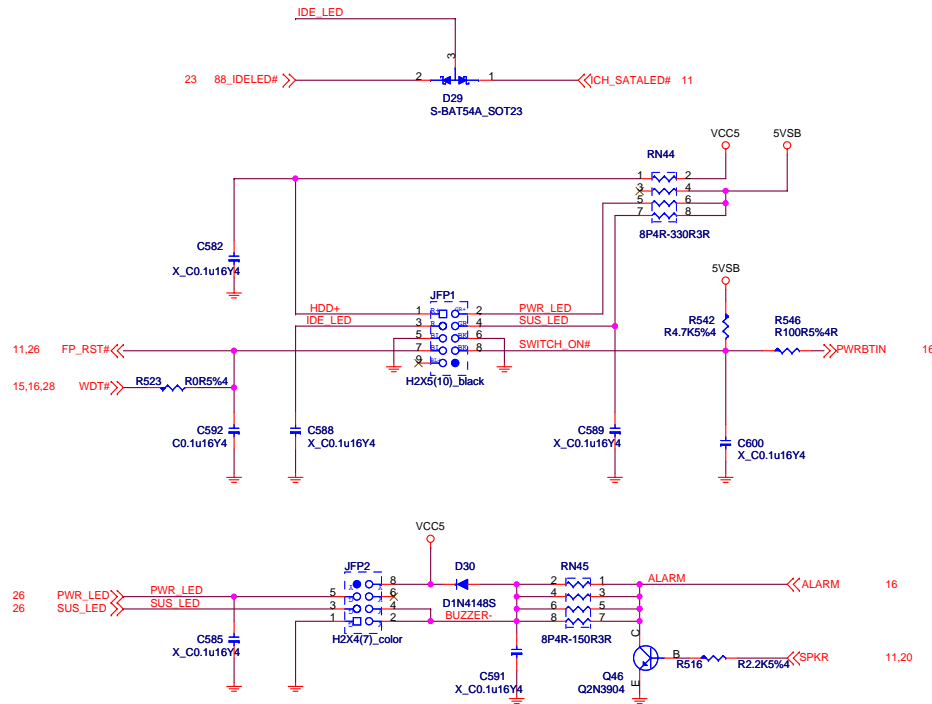 IDE_LED
3
23 88_IDELED# 2 1 ICH_SATALED# 11
D29
S-BAT54A_SOT23
VCC5 5VSB
RN44
1 2
3 4
5 6
7 8
8P4R-330R3R
C582
X_C0.1u16Y4
5VSB
JFP1
HDD+ 1 2 PWR_LED
IDE_LED 3 4 SUS_LED
5 6
11,26 FP_RST# 7 8 SWITCH_ON#
9
H2X5(10)_black
R542
R4.7K5%4
R546
R100R5%4R
PWRBTIN 16
15,16,28 WDT# R523 R0R5%4
C592
C0.1u16Y4
C588
X_C0.1u16Y4
C589
X_C0.1u16Y4
C600
X_C0.1u16Y4
VCC5
JFP2 D30 RN45
8 2 1 ALARM ALARM 16
26 PWR_LED PWR_LED 5 6 D1N4148S 4 3
26 SUS_LED SUS_LED 3 4 6 5
1 2 BUZZER- 8 7
H2X4(7)_color 8P4R-150R3R
C585
X_C0.1u16Y4
C591
X_C0.1u16Y4
C
B
E
Q46
Q2N3904
R516 R2.2K5%4 SPKR 11,20